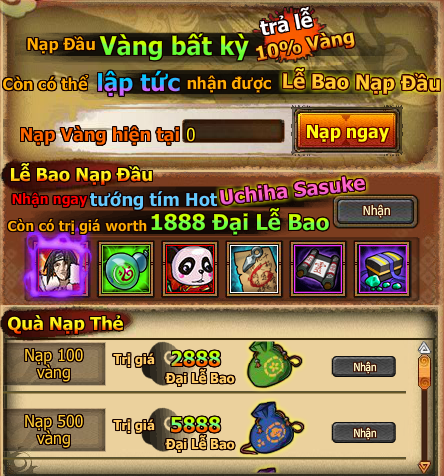 Nạp Đầu Vàng bất kỳ trả lễ 10% Vàng
Còn có thể lập tức nhận được Lễ Bao Nạp Đầu
Nạp Vàng hiện tại 0 Nạp ngay
Lễ Bao Nạp Đầu
Nhận ngay tướng tím Hot Uchiha Sasuke
Còn có trị giá worth 1888 Đại Lễ Bao Nhận
Quà Nạp Thẻ
Nạp 100 vàng Trị giá 2888 Đại Lễ Bao Nhận
Nạp 500 vàng Trị giá 5888 Đại Lễ Bao Nhận